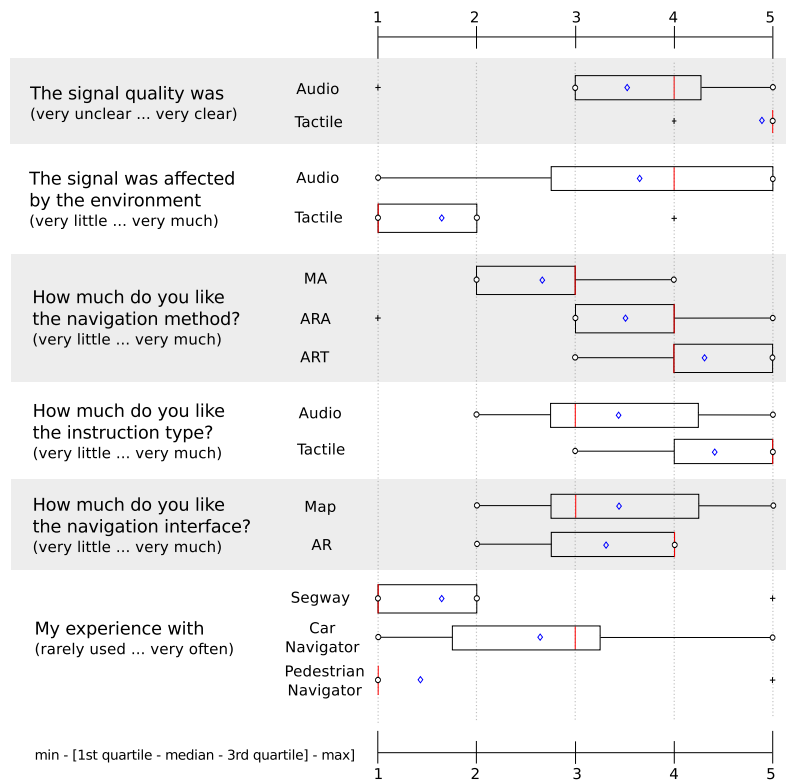 1 2 3 4 5
The signal quality was
(very unclear ... very clear)
Audio
Tactile
The signal was affected
by the environment
(very little ... very much)
Audio
Tactile
How much do you like
the navigation method?
(very little ... very much)
MA
ARA
ART
How much do you like
the instruction type?
(very little ... very much)
Audio
Tactile
How much do you like
the navigation interface?
(very little ... very much)
Map
AR
My experience with
(rarely used ... very often)
Segway
Car
Navigator
Pedestrian
Navigator
min - [1st quartile - median - 3rd quartile] - max]
1 2 3 4 5